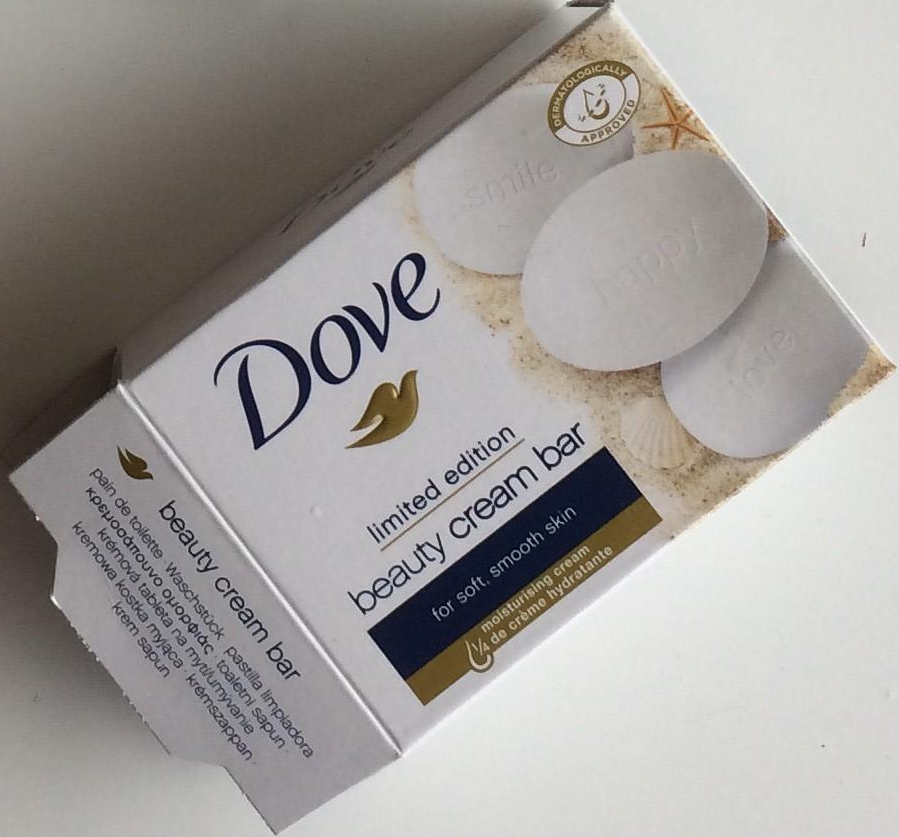 DERMATOLOGICALLY
APPROVED
smile
happy
love
Dove
limited edition
beauty cream bar
for soft, smooth skin
1/4 moisturising cream
de crème hydratante
beauty cream bar
pain de toilette · Waschstück · pastilla limpiadora
κρεμοσάπουνο ομορφιάς · toaletní sapun ·
krémová tableta na mytí/umývanie
kremowa kostka myjąca · krémszappan ·
krem sapun